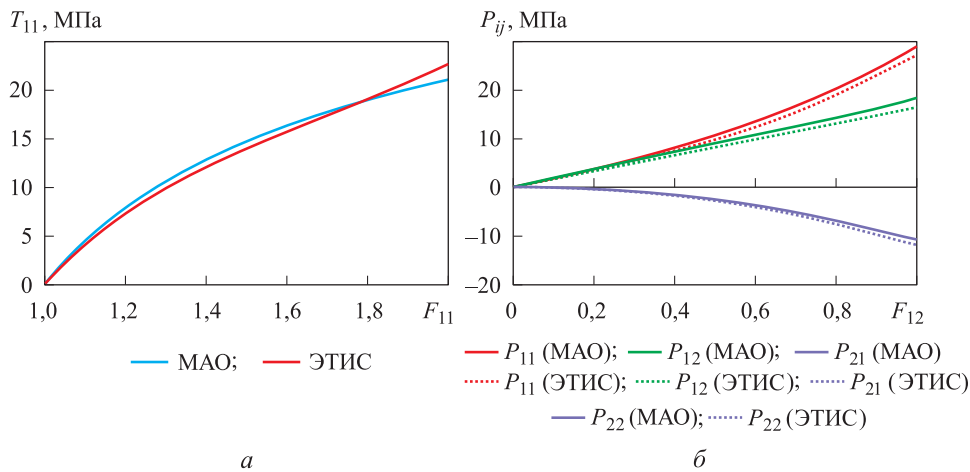 T11, МПа
20
15
10
5
0
1,0
1,2
1,4
1,6
1,8
F11
МАО;
ЭТИС
а
Pij, МПа
20
10
0
–10
–20
0
0,2
0,4
0,6
0,8
F12
P11 (МАО); P12 (МАО); P21 (МАО)
P11 (ЭТИС); P12 (ЭТИС); P21 (ЭТИС)
P22 (МАО); P22 (ЭТИС)
б